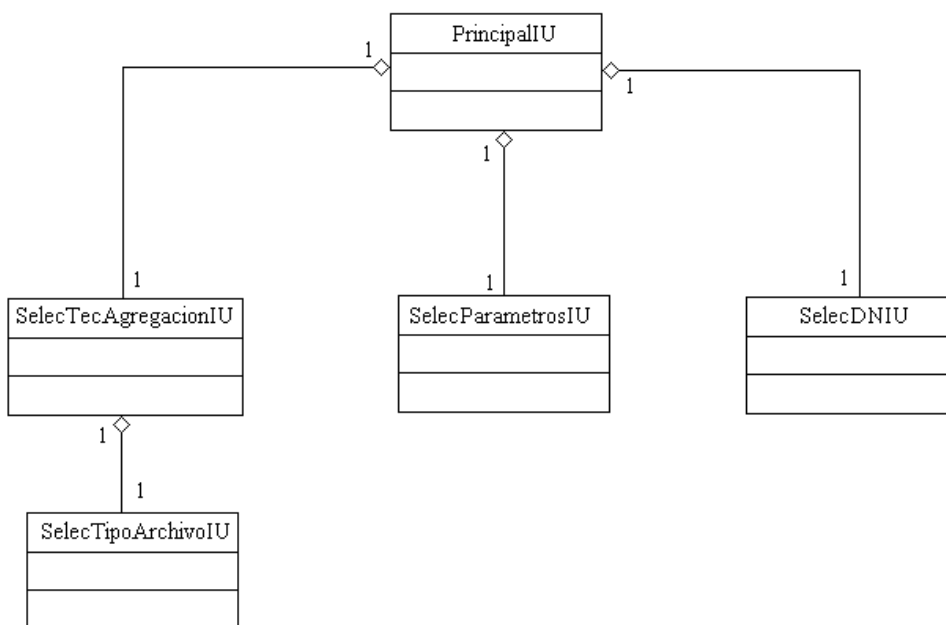 PrincipalIU
1
1
1
1
1
1
SelecTecAgregacionIU
SelecParametrosIU
SelecDNIU
1
1
SelecTipoArchivoIU